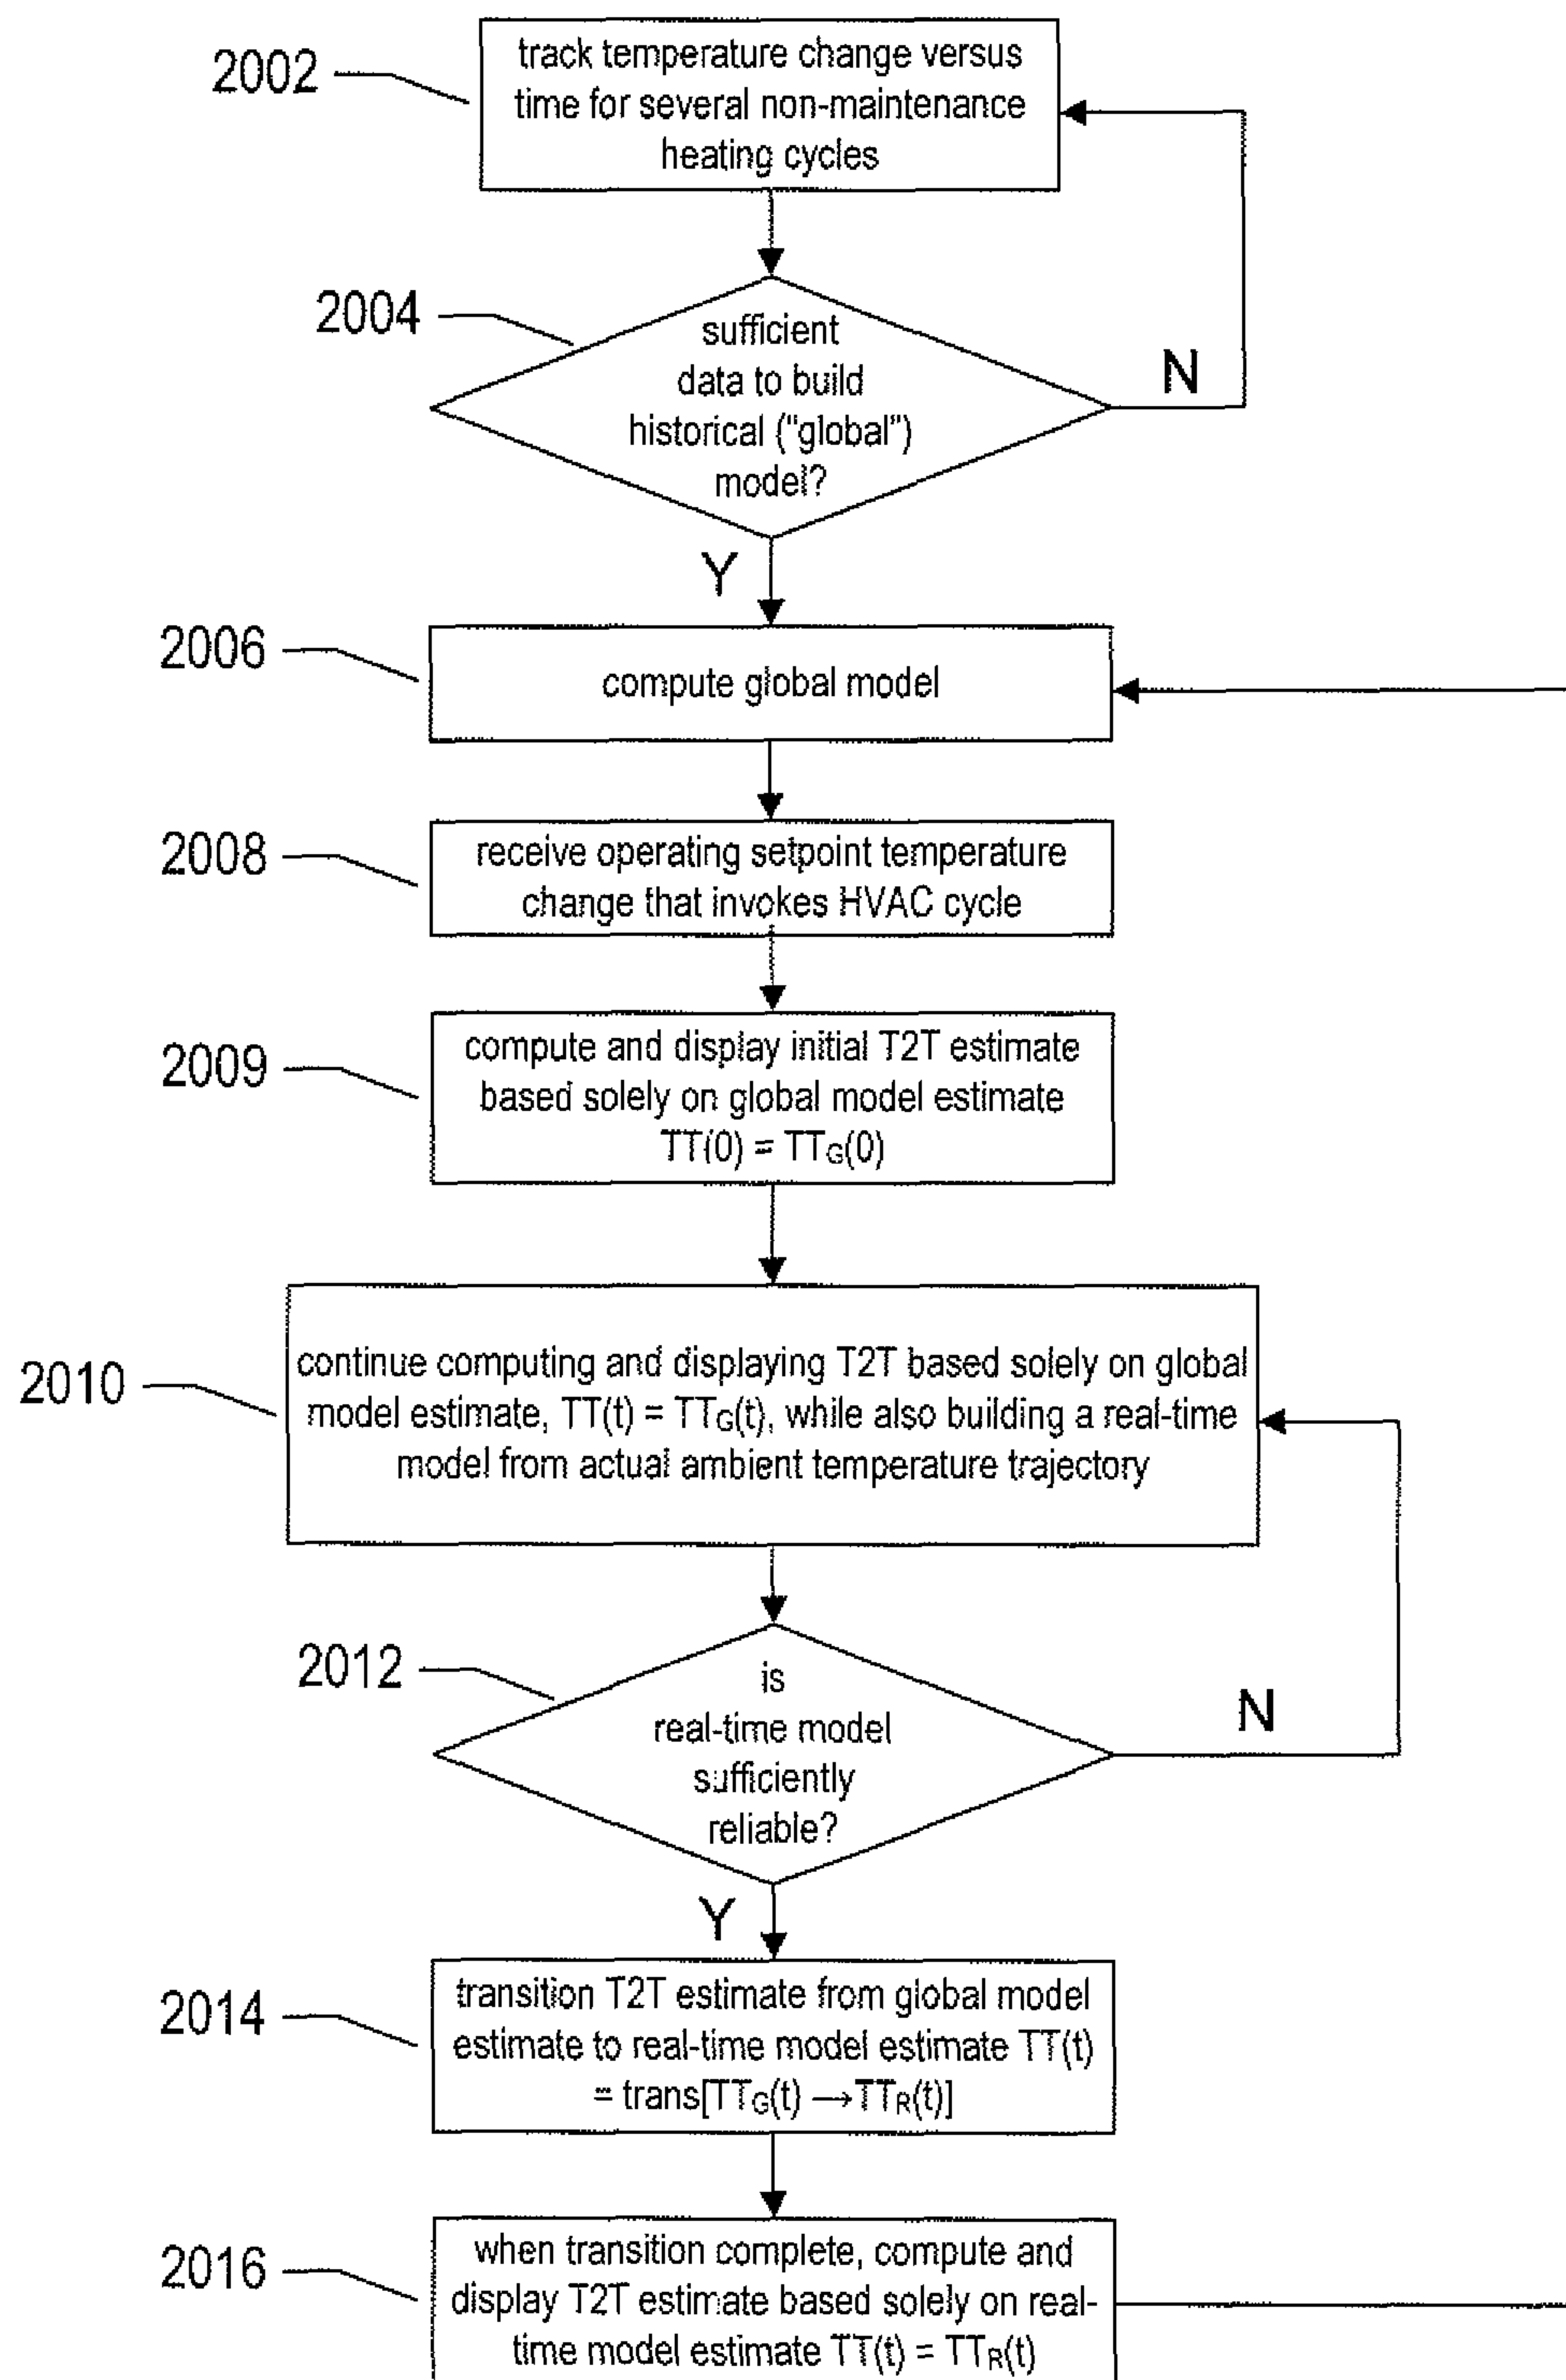 2002
track temperature change versus
time for several non-maintenance
heating cycles
2004
sufficient
data to build
historical ("global")
model?
N
Y
2006
compute global model
2008
receive operating setpoint temperature
change that invokes HVAC cycle
2009
compute and display initial T2T estimate
based solely on global model estimate
TT(0) = TTG(0)
2010
continue computing and displaying T2T based solely on global
model estimate, TT(t) = TTG(t), while also building a real-time
model from actual ambient temperature trajectory
2012
is
real-time model
sufficiently
reliable?
N
Y
2014
transition T2T estimate from global model
estimate to real-time model estimate TT(t)
= trans[TTG(t) →TTR(t)]
2016
when transition complete, compute and
display T2T estimate based solely on real-
time model estimate TT(t) = TTR(t)